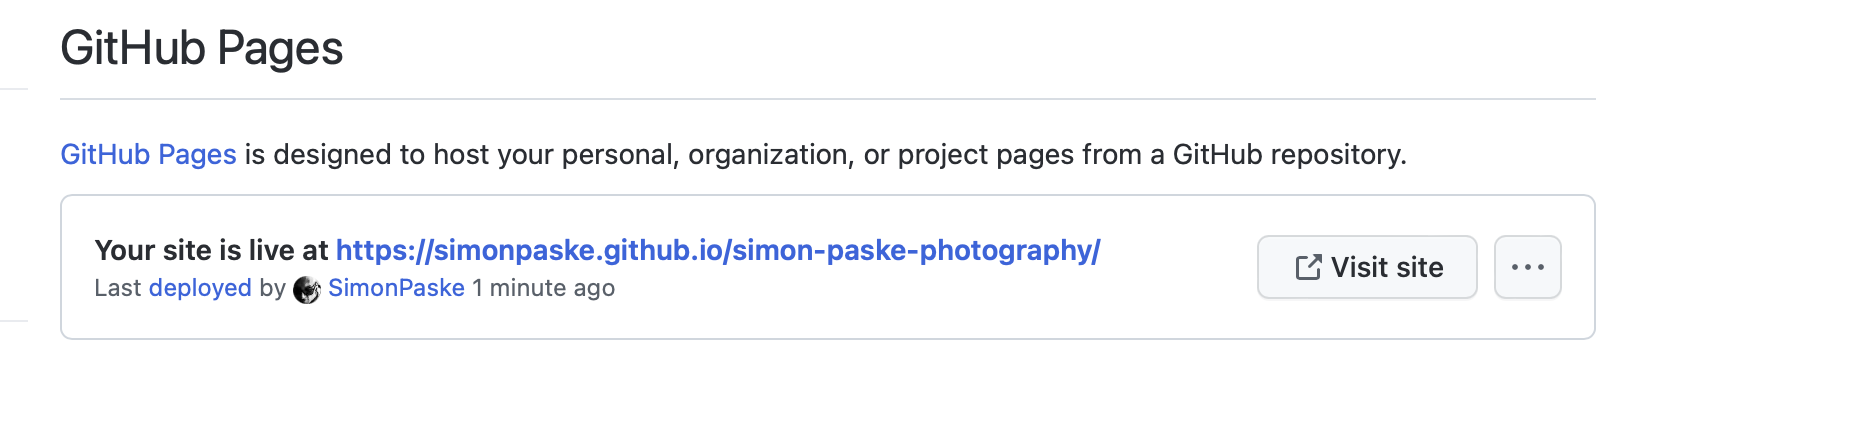 GitHub Pages
GitHub Pages is designed to host your personal, organization, or project pages from a GitHub repository.
Your site is live at https://simonpaske.github.io/simon-paske-photography/
Last deployed by SimonPaske 1 minute ago
Visit site